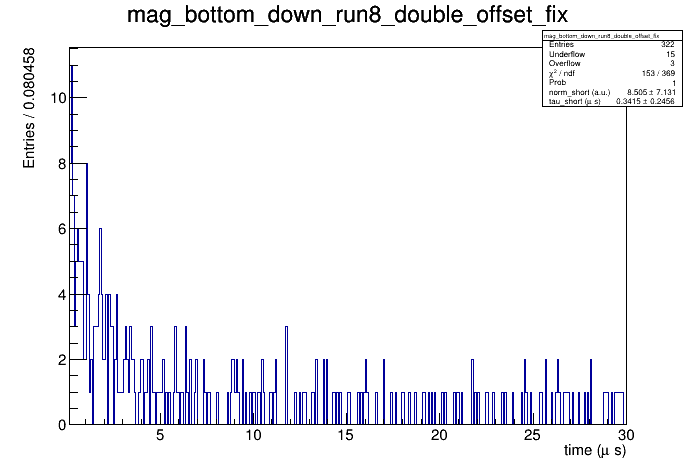 mag_bottom_down_run8_double_offset_fix
mag_bottom_down_run8_double_offset_fix
Entries 322
Underflow 15
Overflow 3
χ² / ndf 153 / 369
Prob 1
norm_short (a.u.) 8.505 ± 7.131
tau_short (μ s) 0.3415 ± 0.2456
Entries / 0.080458
10
8
6
4
2
0
5 10 15 20 25 30
time (μ s)